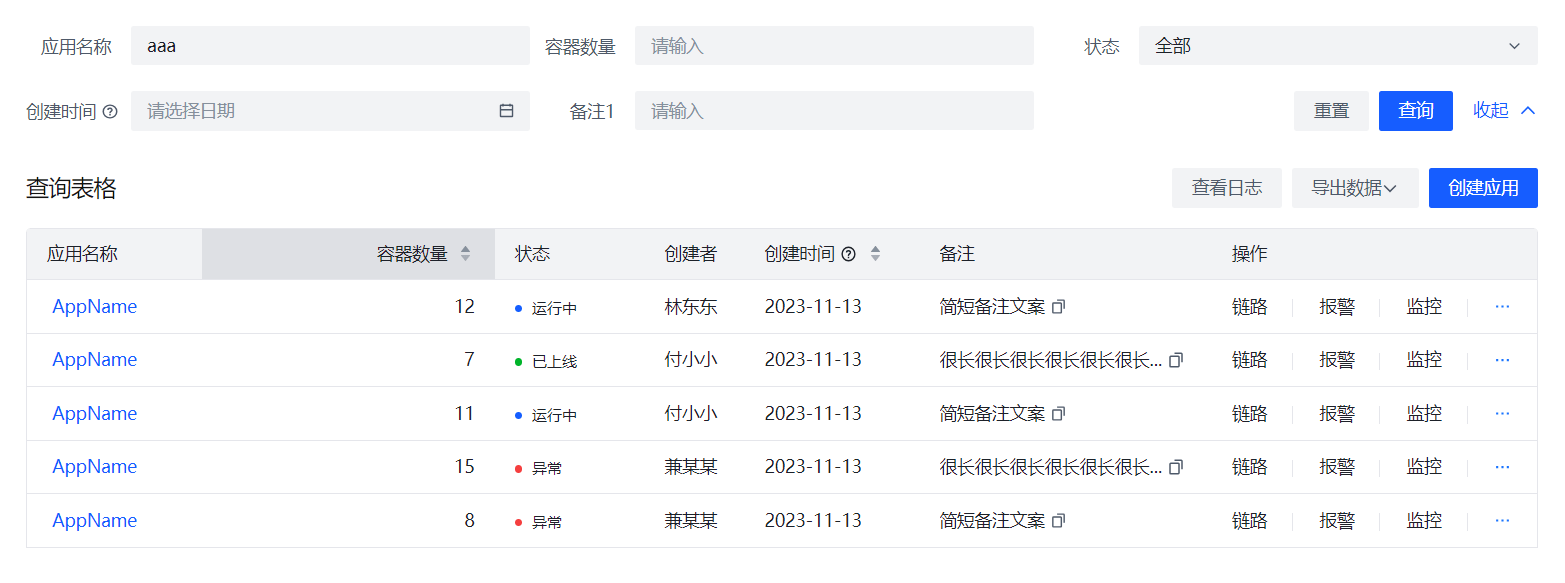 应用名称 aaa 容器数量 请输入 状态 全部
创建时间 请选择日期 备注1 请输入 重置 查询 收起
查询表格 查看日志 导出数据 创建应用
应用名称 容器数量 状态 创建者 创建时间 备注 操作
AppName 12 运行中 林东东 2023-11-13 简短备注文案 链路 报警 监控 ...
AppName 7 已上线 付小小 2023-11-13 很长很长很长很长很长很长... 链路 报警 监控 ...
AppName 11 运行中 付小小 2023-11-13 简短备注文案 链路 报警 监控 ...
AppName 15 异常 兼某某 2023-11-13 很长很长很长很长很长很长... 链路 报警 监控 ...
AppName 8 异常 兼某某 2023-11-13 简短备注文案 链路 报警 监控 ...